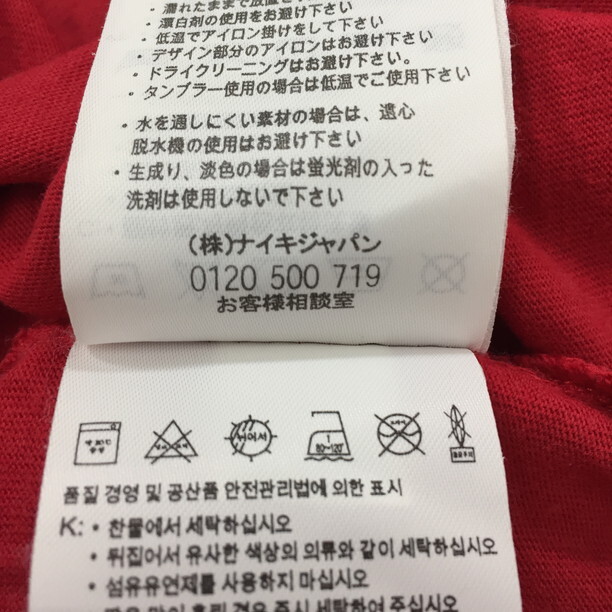 ・濡れたままで放置を
・漂白剤の使用をお避け下さい
・低温でアイロン掛けをして下さい
・デザイン部分のアイロンはお避け下さい
・ドライクリーニングはお避け下さい。
・タンブラー使用の場合は低温でご使用下さい
・水を通しにくい素材の場合は、遠心
脱水機の使用はお避け下さい
・生成り、淡色の場合は蛍光剤の入った
洗剤は使用しないで下さい
(株)ナイキジャパン
0120 500 719
お客様相談室
약 30℃
중성
뉘어서
1
80~120℃
품질 경영 및 공산품 안전관리법에 의한 표시
K: • 찬물에서 세탁하십시오
• 뒤집어서 유사한 색상의 의류와 같이 세탁하십시오
• 섬유유연제를 사용하지 마십시오